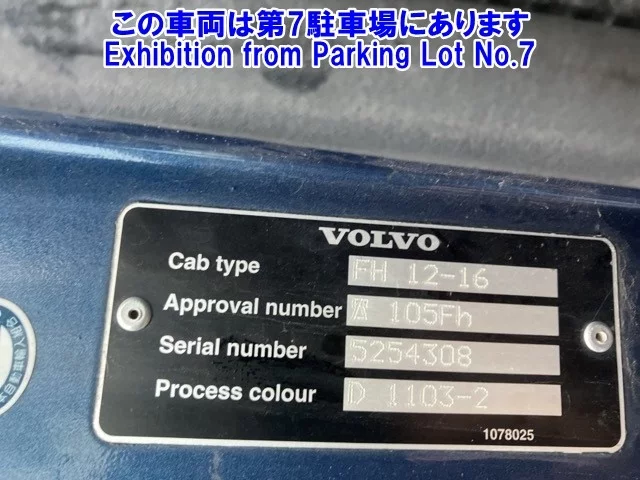 この車両は第7駐車場にあります
Exhibition from Parking Lot No.7
VOLVO
Cab type FH 12-16
Approval number 105Fh
Serial number 5254308
Process colour D 1103-2
1078025